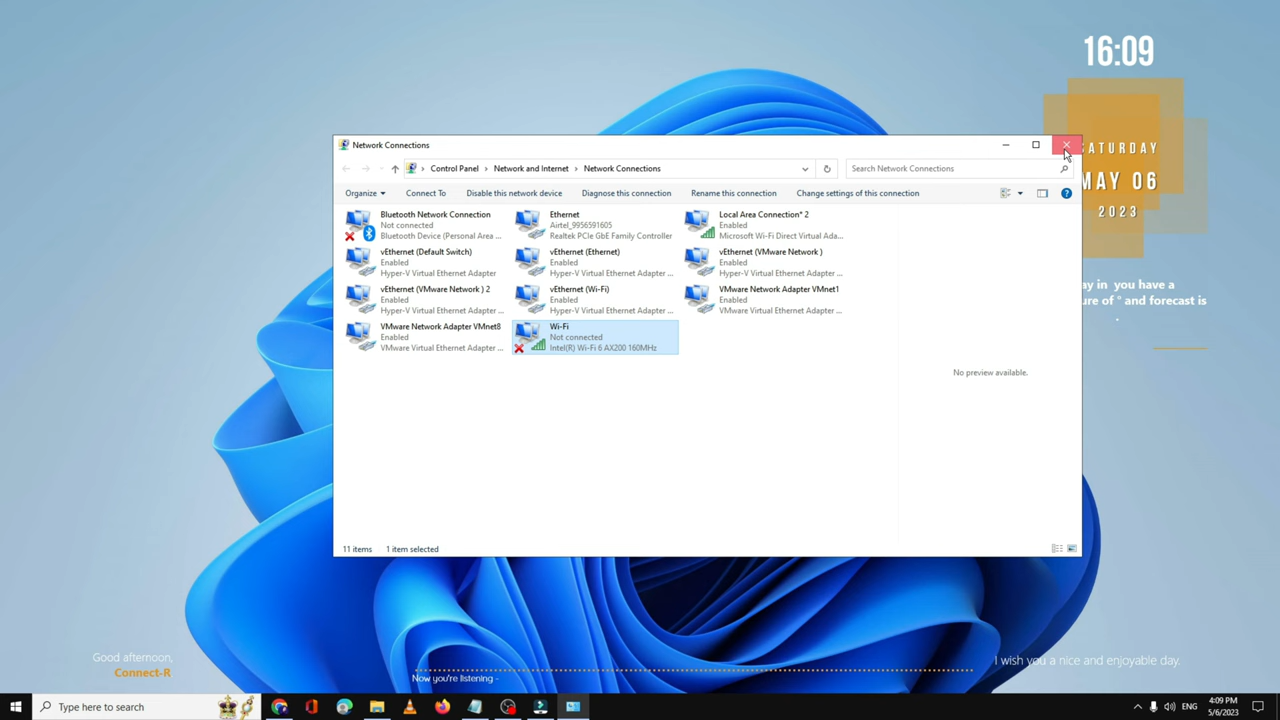 16:09
SATURDAY
MAY 06
2023
ay in you have a
ure of ° and forecast is
.
Network Connections
Control Panel > Network and Internet > Network Connections
Search Network Connections
Organize
Connect To
Disable this network device
Diagnose this connection
Rename this connection
Change settings of this connection
Bluetooth Network Connection
Not connected
Bluetooth Device (Personal Area ...
Ethernet
Airtel_9956591605
Realtek PCIe GbE Family Controller
Local Area Connection* 2
Enabled
Microsoft Wi-Fi Direct Virtual Ada...
vEthernet (Default Switch)
Enabled
Hyper-V Virtual Ethernet Adapter
vEthernet (Ethernet)
Enabled
Hyper-V Virtual Ethernet Adapter ...
vEthernet (VMware Network )
Enabled
Hyper-V Virtual Ethernet Adapter ...
vEthernet (VMware Network ) 2
Enabled
Hyper-V Virtual Ethernet Adapter ...
vEthernet (Wi-Fi)
Enabled
Hyper-V Virtual Ethernet Adapter ...
VMware Network Adapter VMnet1
Enabled
VMware Virtual Ethernet Adapter ...
VMware Network Adapter VMnet8
Enabled
VMware Virtual Ethernet Adapter ...
Wi-Fi
Not connected
Intel(R) Wi-Fi 6 AX200 160MHz
No preview available.
11 items
1 item selected
Good afternoon,
Connect-R
Now you're listening -
I wish you a nice and enjoyable day.
Type here to search
ENG
4:09 PM
5/6/2023